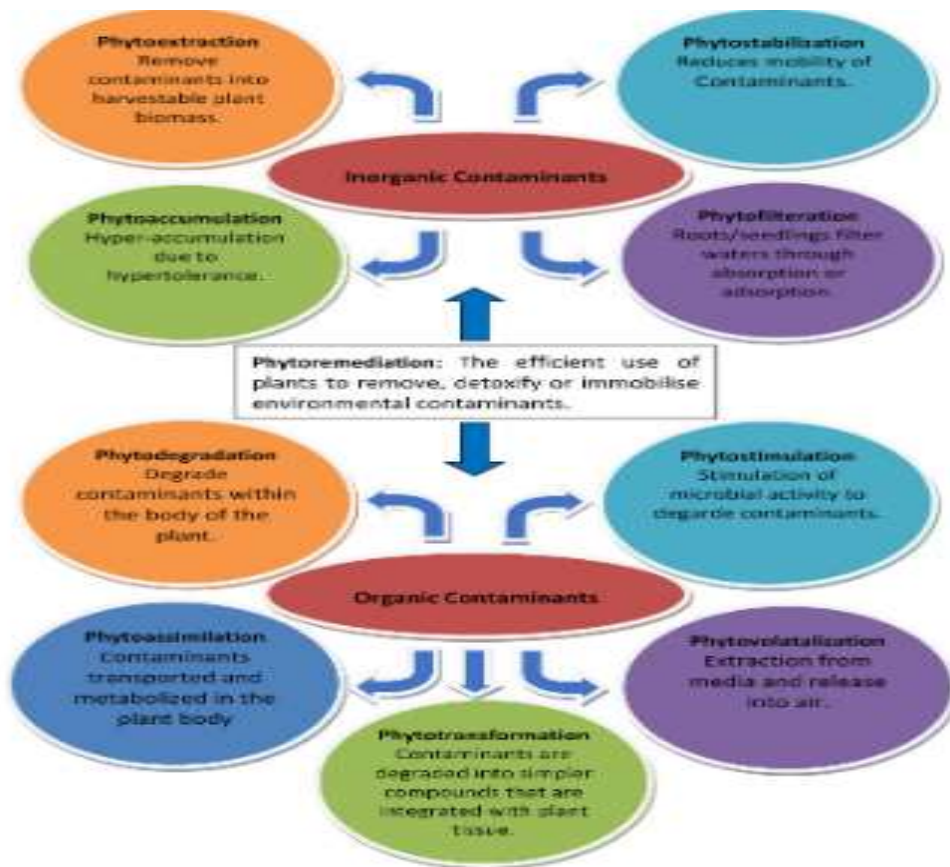 Phytoextraction
Remove
contaminants into
harvestable plant
biomass.
Phytostabilisation
Reduces mobility of
Contaminants.
Inorganic Contaminants
Phytoaccumulation
Hyper-accumulation
due to
hypertolerance.
Phytofilteration
Roots/seedlings filter
waters through
absorption or
adsorption.
Phytoremediation: The efficient use of
plants to remove, detoxify or immobilise
environmental contaminants.
Phytodegradation
Degrade
contaminants within
the body of the
plant.
Phytostimulation
Stimulation of
microbial activity to
degarde contaminants.
Organic Contaminants
Phytoassimilation
Contaminants
transported and
metabolized in the
plant body
Phytovolatalization
Extraction from
media and release
into air.
Phytotransformation
Contaminants are
degraded into simpler
compounds that are
integrated with plant
tissue.